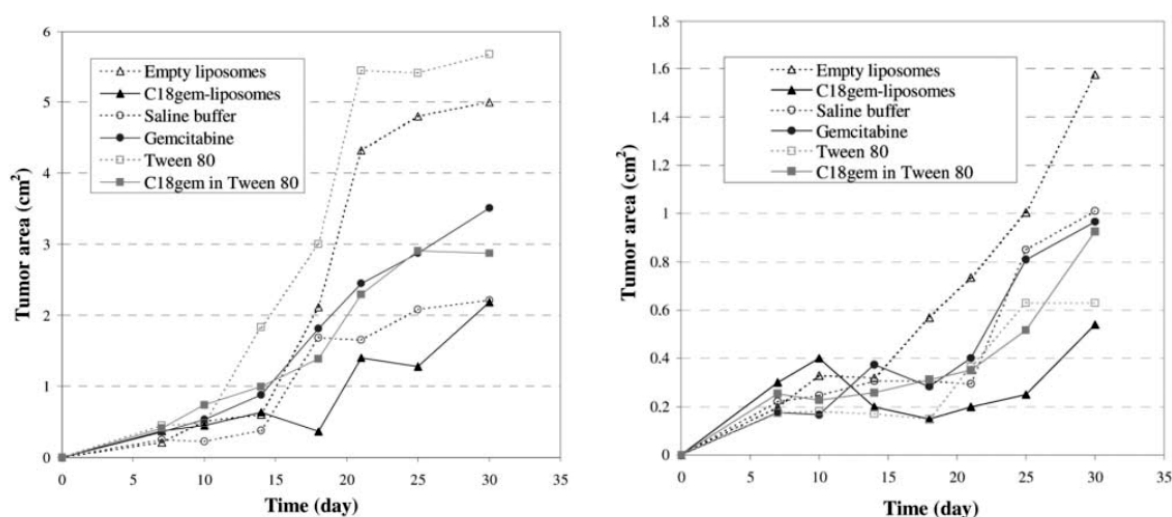 6
5
4
3
2
1
0
Tumor area (cm²)
Empty liposomes
C18gem-liposomes
Saline buffer
Gemcitabine
Tween 80
C18gem in Tween 80
0 5 10 15 20 25 30 35
Time (day)
1.8
1.6
1.4
1.2
1
0.8
0.6
0.4
0.2
0
Tumor area (cm²)
Empty liposomes
C18gem-liposomes
Saline buffer
Gemcitabine
Tween 80
C18gem in Tween 80
0 5 10 15 20 25 30 35
Time (day)